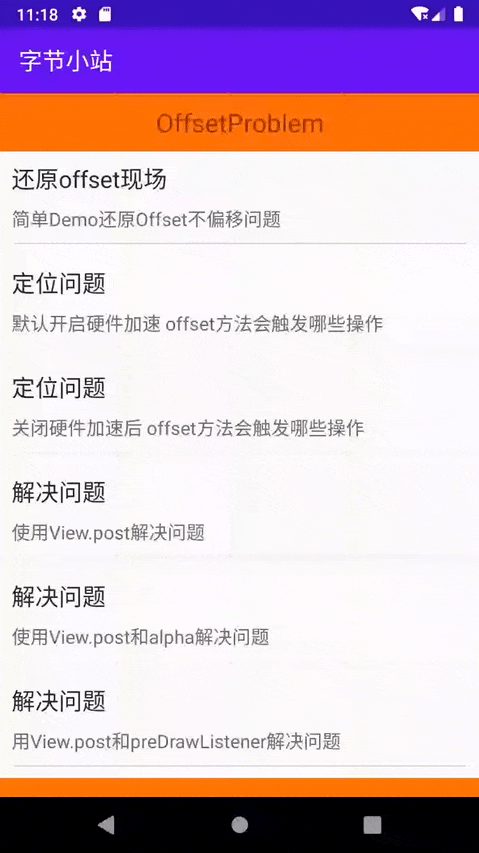 11:18
字节小站
OffsetProblem
还原offset现场
简单Demo还原Offset不偏移问题
定位问题
默认开启硬件加速 offset方法会触发哪些操作
定位问题
关闭硬件加速后 offset方法会触发哪些操作
解决问题
使用View.post解决问题
解决问题
使用View.post和alpha解决问题
解决问题
用View.post和preDrawListener解决问题